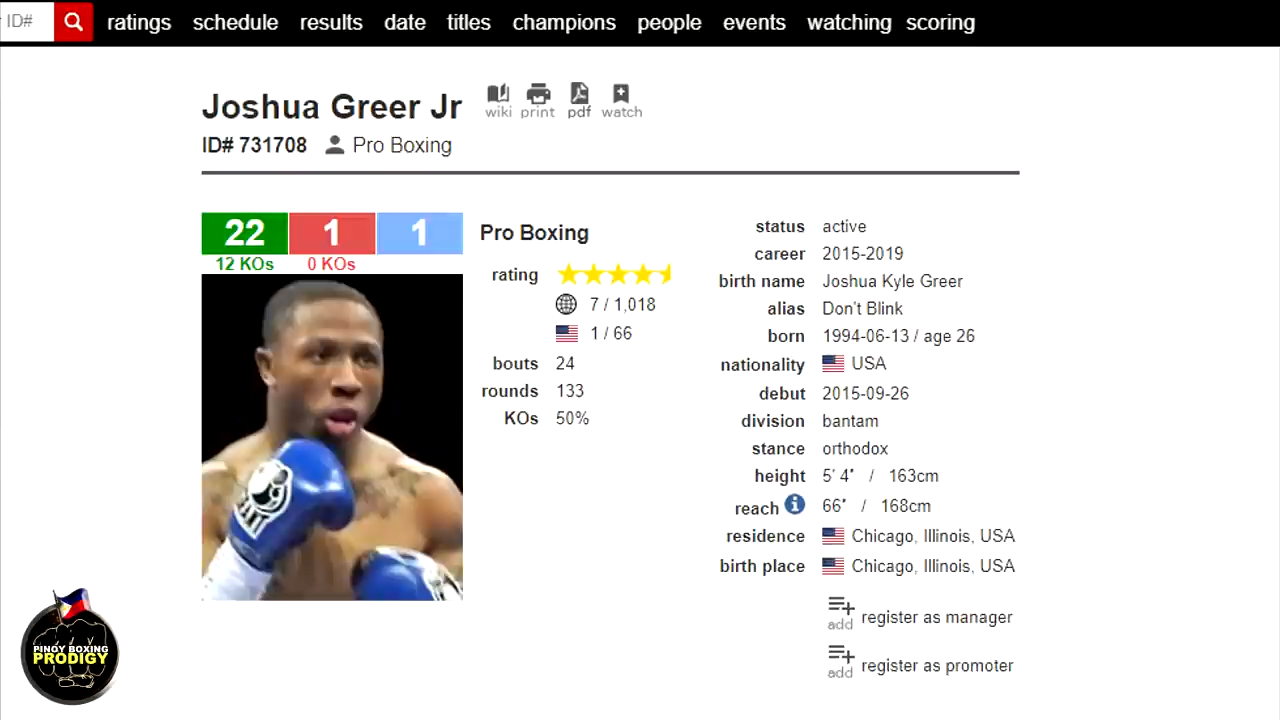 ID#
ratings schedule results date titles champions people events watching scoring
Joshua Greer Jr
wiki print pdf watch
ID# 731708 Pro Boxing
22 1 1
12 KOs 0 KOs
Pro Boxing
rating
7 / 1,018
1 / 66
bouts 24
rounds 133
KOs 50%
status active
career 2015-2019
birth name Joshua Kyle Greer
alias Don't Blink
born 1994-06-13 / age 26
nationality USA
debut 2015-09-26
division bantam
stance orthodox
height 5′ 4″ / 163cm
reach 66″ / 168cm
residence Chicago, Illinois, USA
birth place Chicago, Illinois, USA
add register as manager
add register as promoter
PINOY BOXING
PRODIGY